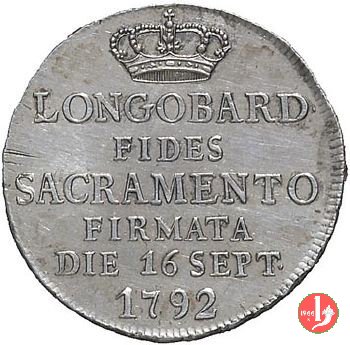 LONGOBARD
FIDES
SACRAMENTO
FIRMATA
DIE 16 SEPT.
1792